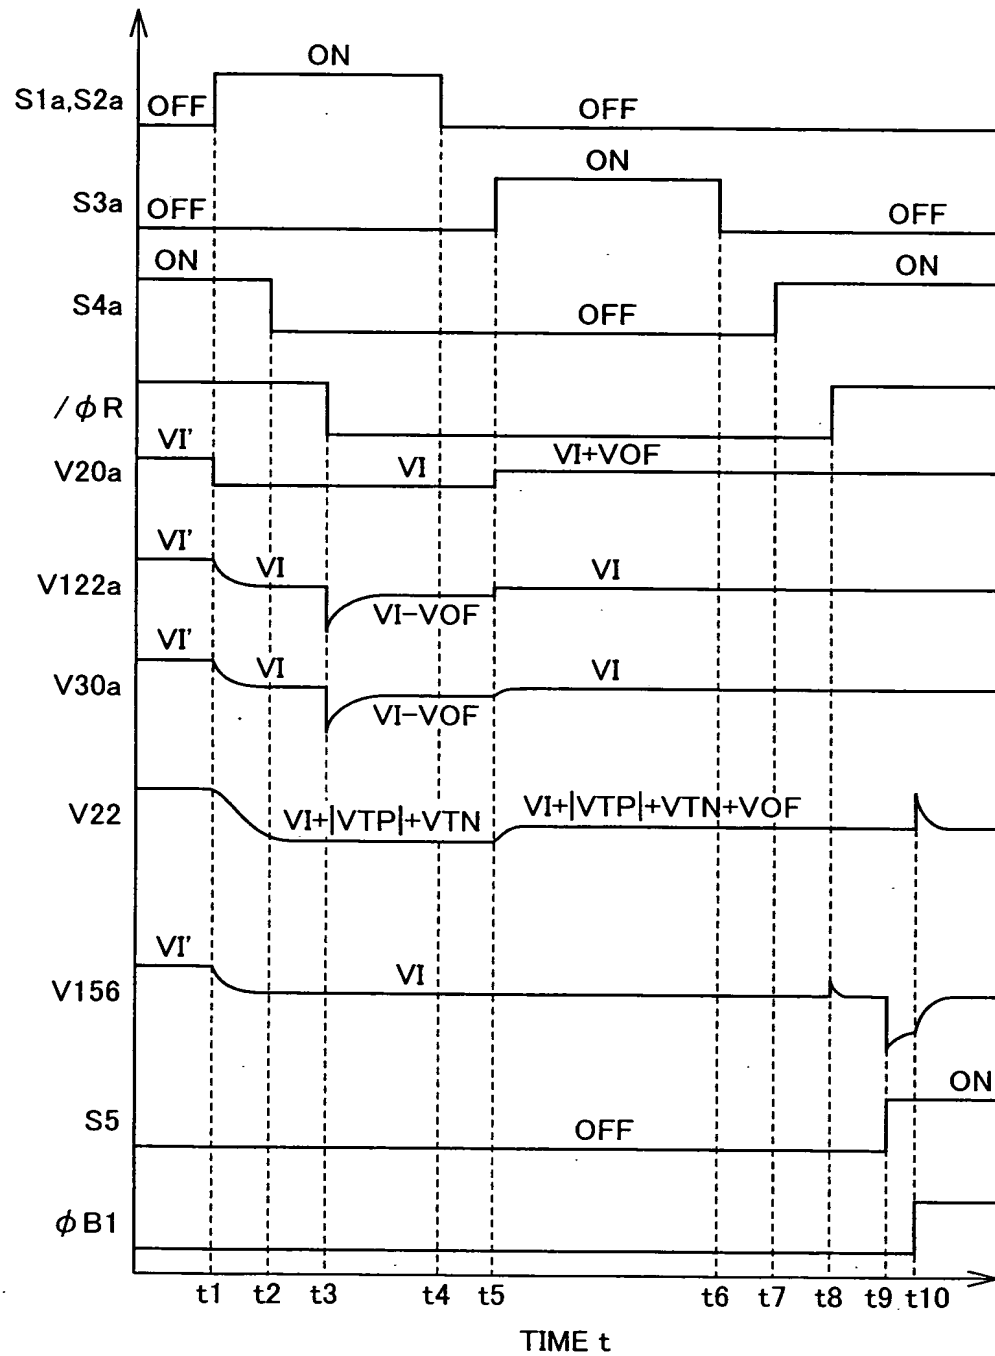 ON
S1a,S2a OFF OFF
ON
S3a OFF OFF
ON ON
S4a OFF
/φR
VI' VI+VOF
V20a VI
VI' VI VI
V122a VI−VOF
VI' VI VI
V30a VI−VOF
V22 VI+|VTP|+VTN VI+|VTP|+VTN+VOF
VI'
V156 VI
ON
S5 OFF
φB1
t1 t2 t3 t4 t5 t6 t7 t8 t9 t10
TIME t